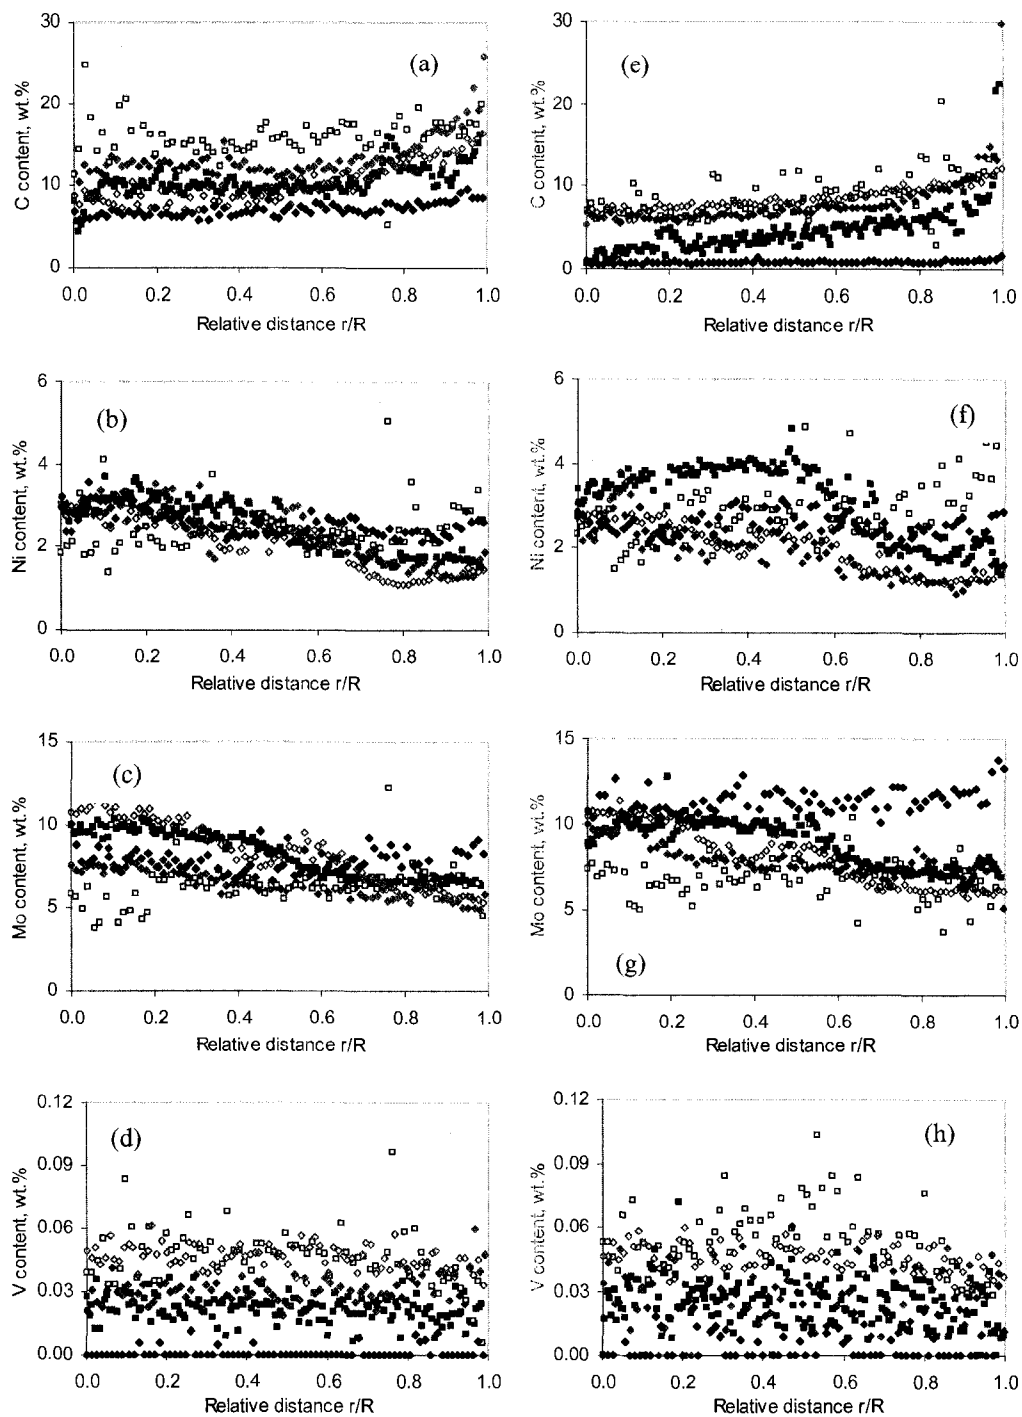 30
20
10
0
C content, wt.%
(a)
0.0 0.2 0.4 0.6 0.8 1.0
Relative distance r/R
30
20
10
0
C content, wt.%
(e)
0.0 0.2 0.4 0.6 0.8 1.0
Relative distance r/R
6
4
2
0
Ni content, wt.%
(b)
0.0 0.2 0.4 0.6 0.8 1.0
Relative distance r/R
6
4
2
0
Ni content, wt.%
(f)
0.0 0.2 0.4 0.6 0.8 1.0
Relative distance r/R
15
10
5
0
Mo content, wt.%
(c)
0.0 0.2 0.4 0.6 0.8 1.0
Relative distance r/R
15
10
5
0
Mo content, wt.%
(g)
0.0 0.2 0.4 0.6 0.8 1.0
Relative distance r/R
0.12
0.09
0.06
0.03
0.00
V content, wt.%
(d)
0.0 0.2 0.4 0.6 0.8 1.0
Relative distance r/R
0.12
0.09
0.06
0.03
0.00
V content, wt.%
(h)
0.0 0.2 0.4 0.6 0.8 1.0
Relative distance r/R